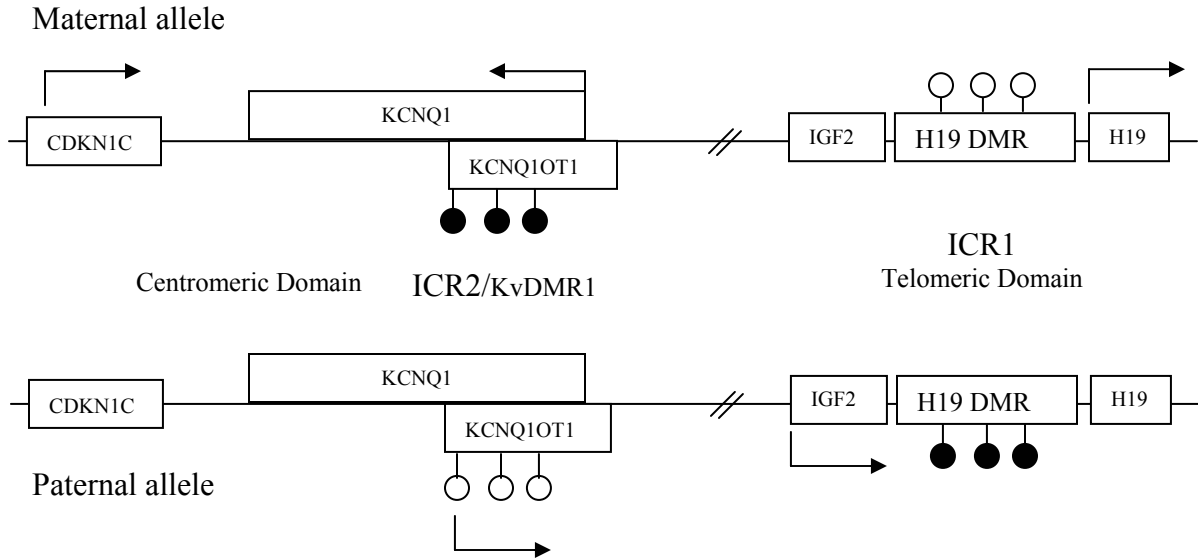 Maternal allele
KCNQ1
CDKN1C
IGF2
H19 DMR
H19
KCNQ1OT1
ICR1
Centromeric Domain
ICR2/KvDMR1
Telomeric Domain
KCNQ1
CDKN1C
IGF2
H19 DMR
H19
KCNQ1OT1
Paternal allele